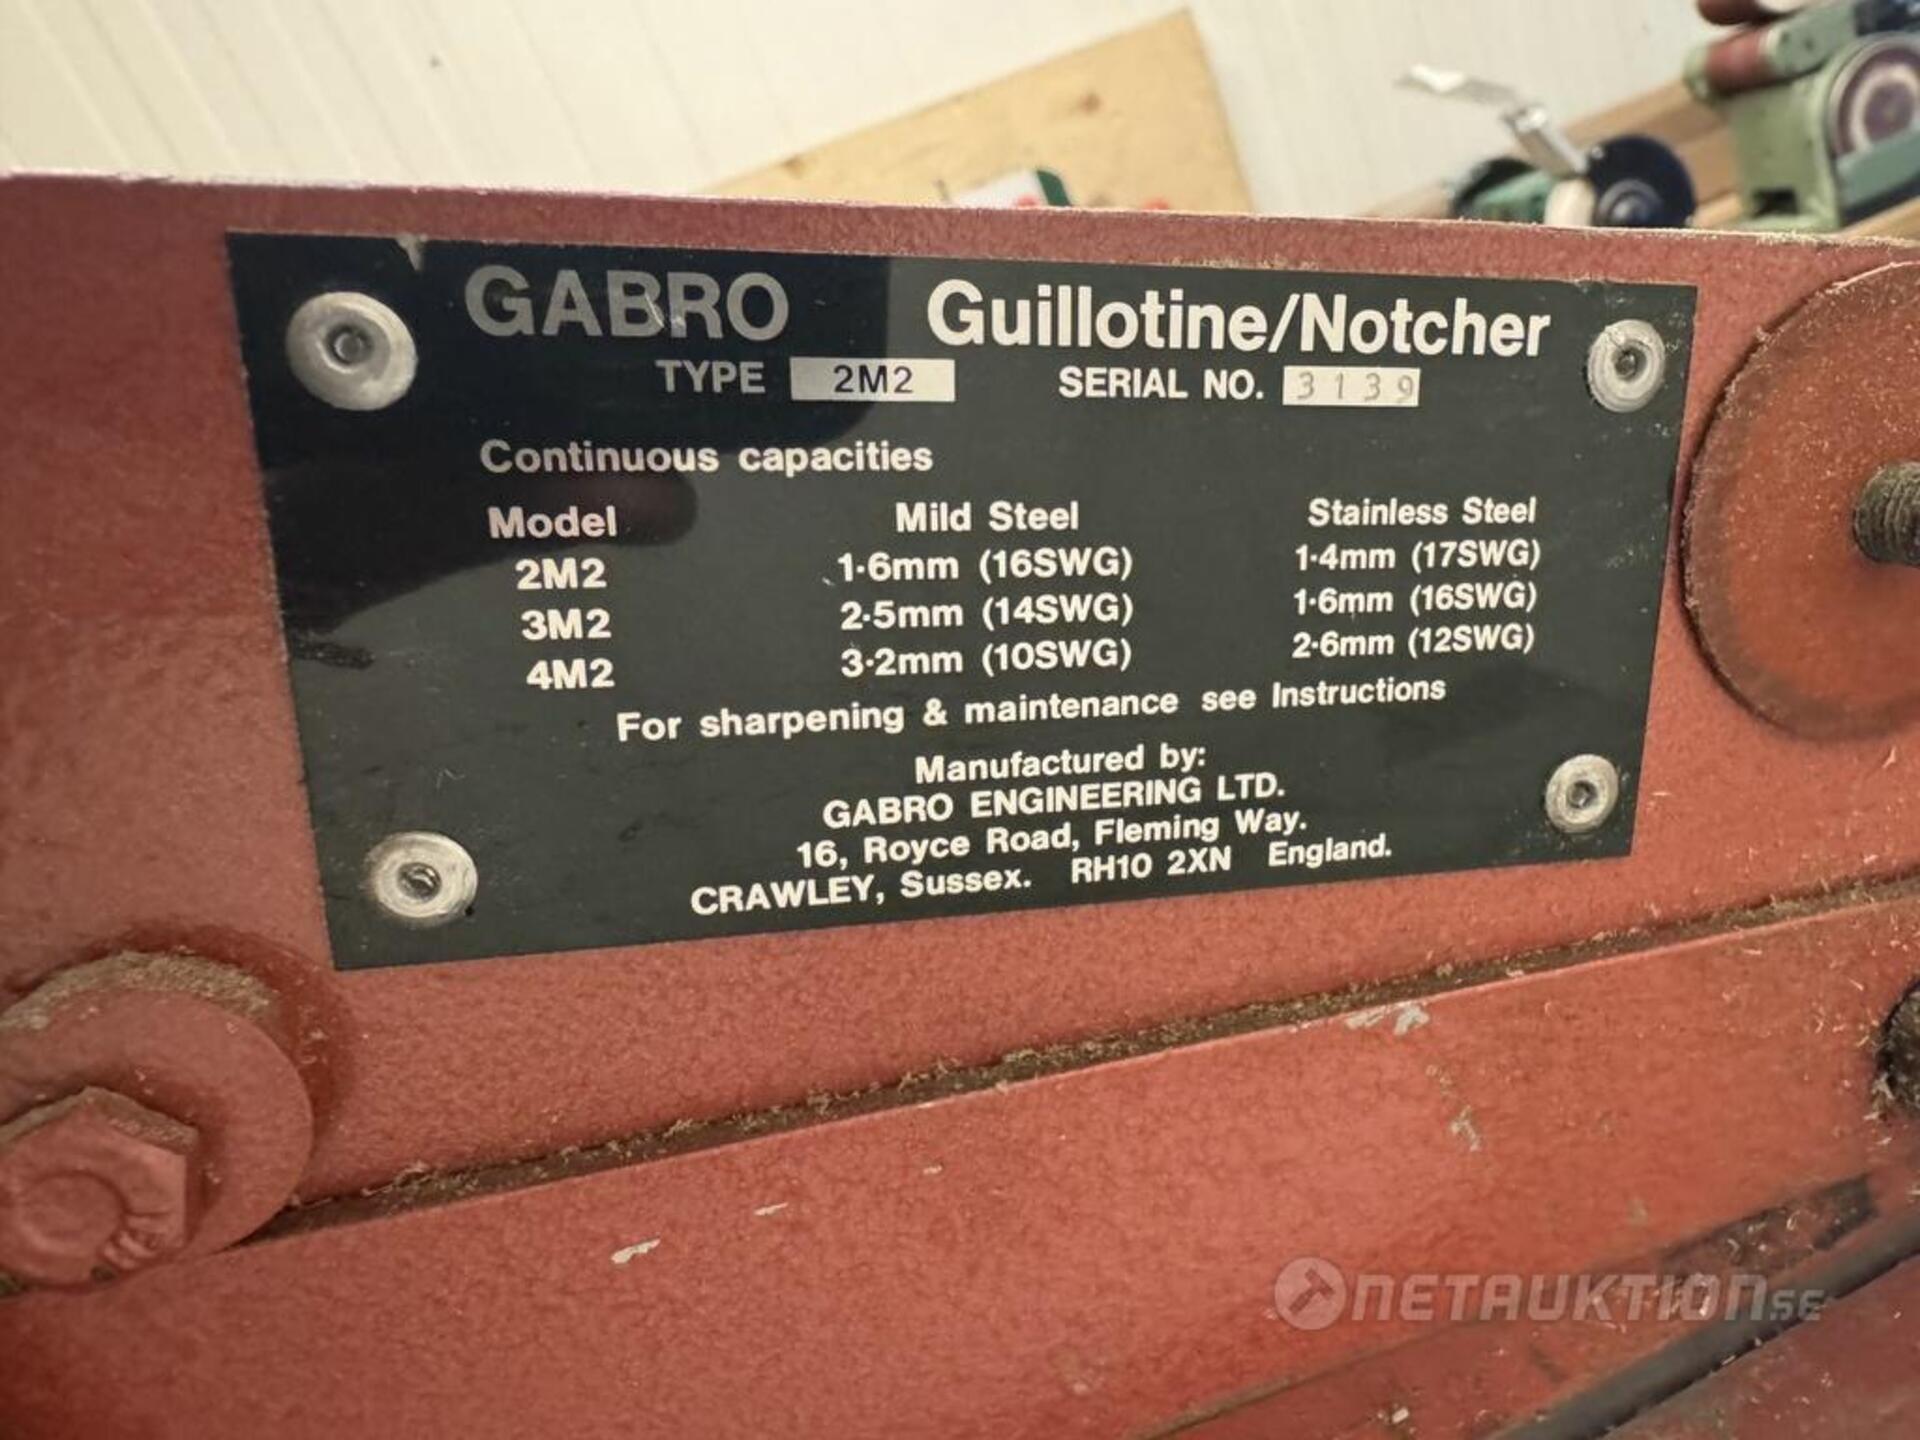 GABRO Guillotine/Notcher
TYPE 2M2 SERIAL NO. 3139
Continuous capacities
Model Mild Steel Stainless Steel
2M2 1·6mm (16SWG) 1·4mm (17SWG)
3M2 2·5mm (14SWG) 1·6mm (16SWG)
4M2 3·2mm (10SWG) 2·6mm (12SWG)
For sharpening & maintenance see Instructions
Manufactured by:
GABRO ENGINEERING LTD.
16, Royce Road, Fleming Way.
CRAWLEY, Sussex. RH10 2XN England.
NETAUKTION.SE